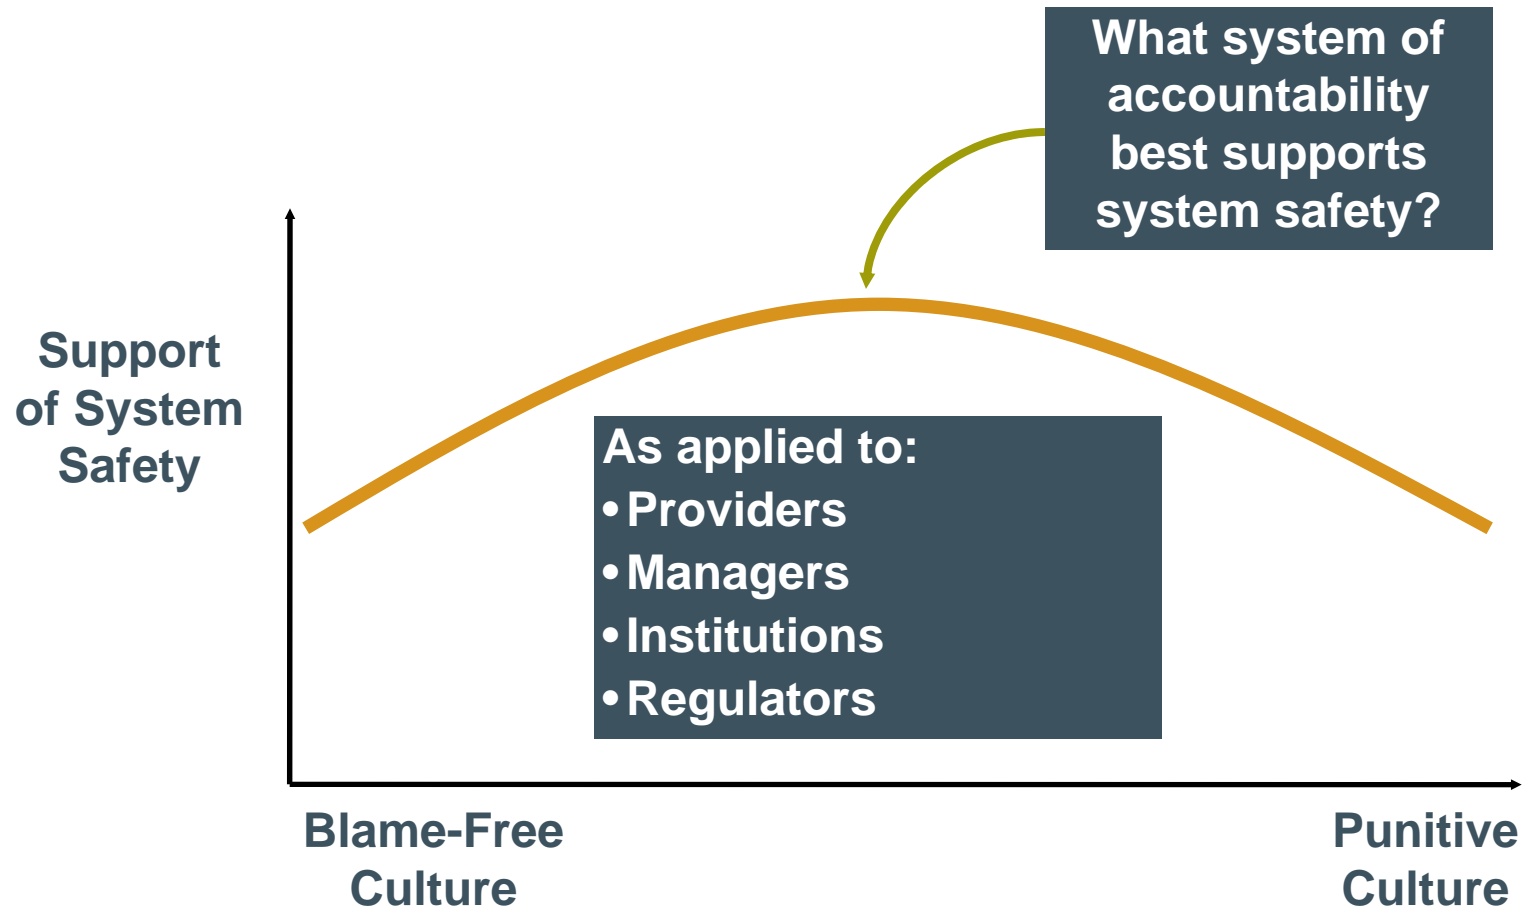 What system of
accountability
best supports
system safety?
Support
of System
Safety
As applied to:
•Providers
•Managers
•Institutions
•Regulators
Blame-Free
Culture
Punitive
Culture